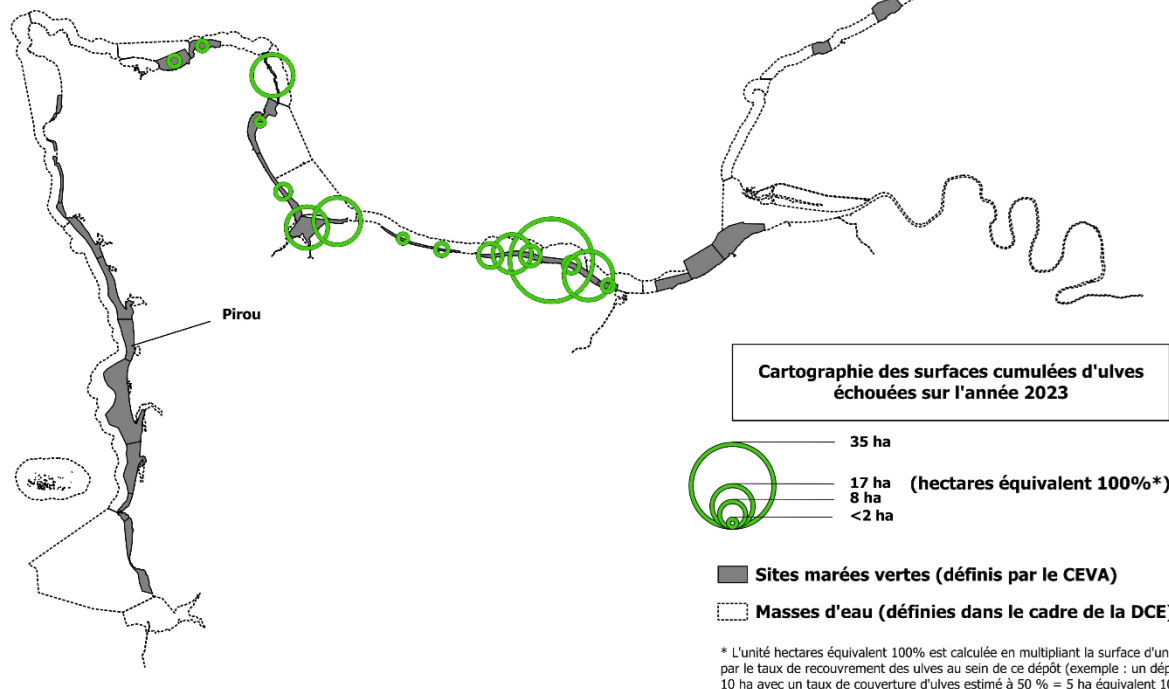 Pirou
Cartographie des surfaces cumulées d'ulves
échouées sur l'année 2023
35 ha
17 ha
(hectares équivalent 100%*)
8 ha
<2 ha
Sites marées vertes (définis par le CEVA)
Masses d'eau (définies dans le cadre de la DCE)
* L'unité hectares équivalent 100% est calculée en multipliant la surface d'un
par le taux de recouvrement des ulves au sein de ce dépôt (exemple : un dép
10 ha avec un taux de couverture d'ulves estimé à 50 % = 5 ha équivalent 10